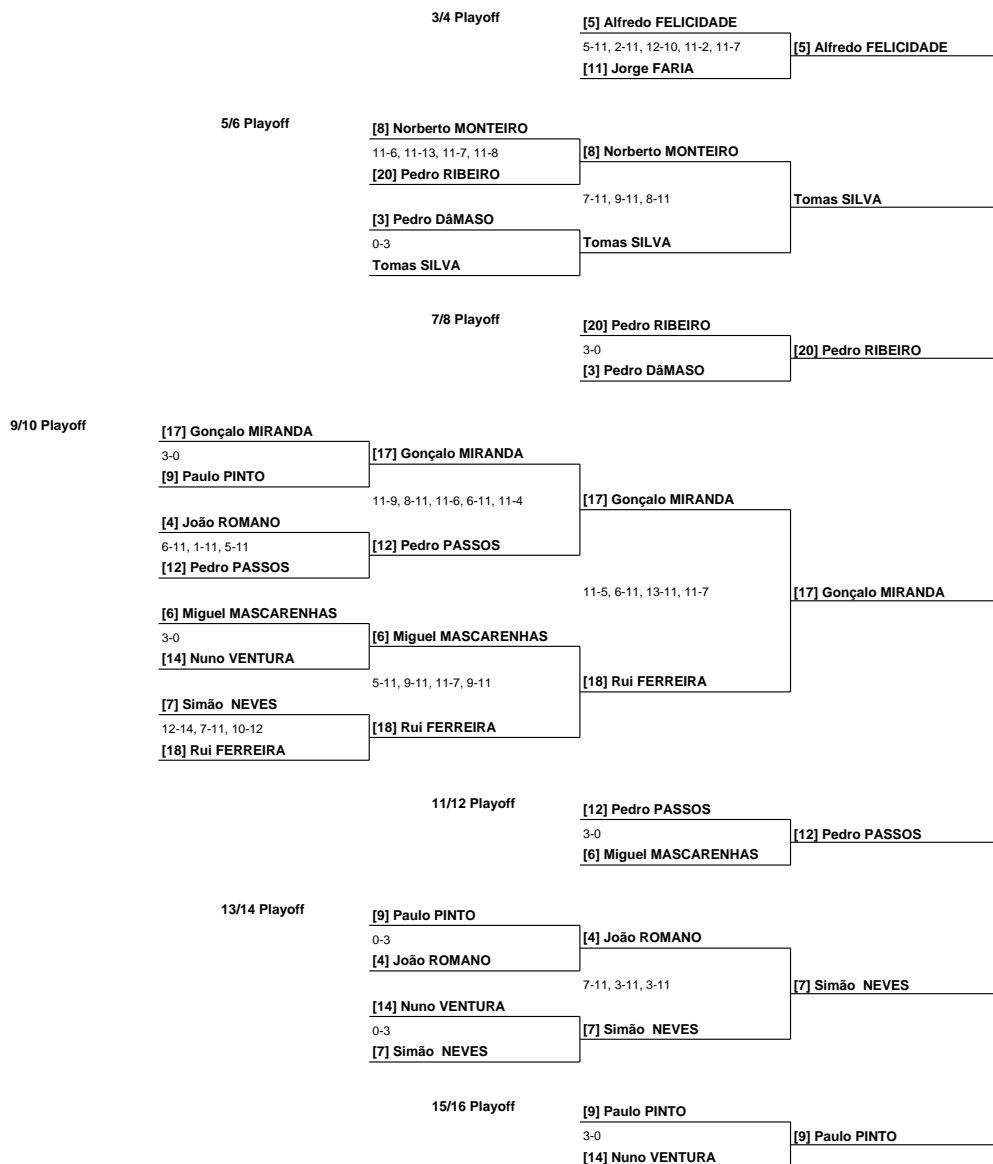 3/4 Playoff
[5] Alfredo FELICIDADE
5-11, 2-11, 12-10, 11-2, 11-7
[5] Alfredo FELICIDADE
[11] Jorge FARIA
5/6 Playoff
[8] Norberto MONTEIRO
11-6, 11-13, 11-7, 11-8
[8] Norberto MONTEIRO
[20] Pedro RIBEIRO
7-11, 9-11, 8-11
Tomas SILVA
[3] Pedro DâMASO
0-3
Tomas SILVA
Tomas SILVA
7/8 Playoff
[20] Pedro RIBEIRO
3-0
[20] Pedro RIBEIRO
[3] Pedro DâMASO
9/10 Playoff
[17] Gonçalo MIRANDA
3-0
[17] Gonçalo MIRANDA
[9] Paulo PINTO
11-9, 8-11, 11-6, 6-11, 11-4
[17] Gonçalo MIRANDA
[4] João ROMANO
6-11, 1-11, 5-11
[12] Pedro PASSOS
[12] Pedro PASSOS
11-5, 6-11, 13-11, 11-7
[17] Gonçalo MIRANDA
[6] Miguel MASCARENHAS
3-0
[6] Miguel MASCARENHAS
[14] Nuno VENTURA
5-11, 9-11, 11-7, 9-11
[18] Rui FERREIRA
[7] Simão  NEVES
12-14, 7-11, 10-12
[18] Rui FERREIRA
[18] Rui FERREIRA
11/12 Playoff
[12] Pedro PASSOS
3-0
[12] Pedro PASSOS
[6] Miguel MASCARENHAS
13/14 Playoff
[9] Paulo PINTO
0-3
[4] João ROMANO
[4] João ROMANO
7-11, 3-11, 3-11
[7] Simão  NEVES
[14] Nuno VENTURA
0-3
[7] Simão  NEVES
[7] Simão  NEVES
15/16 Playoff
[9] Paulo PINTO
3-0
[9] Paulo PINTO
[14] Nuno VENTURA